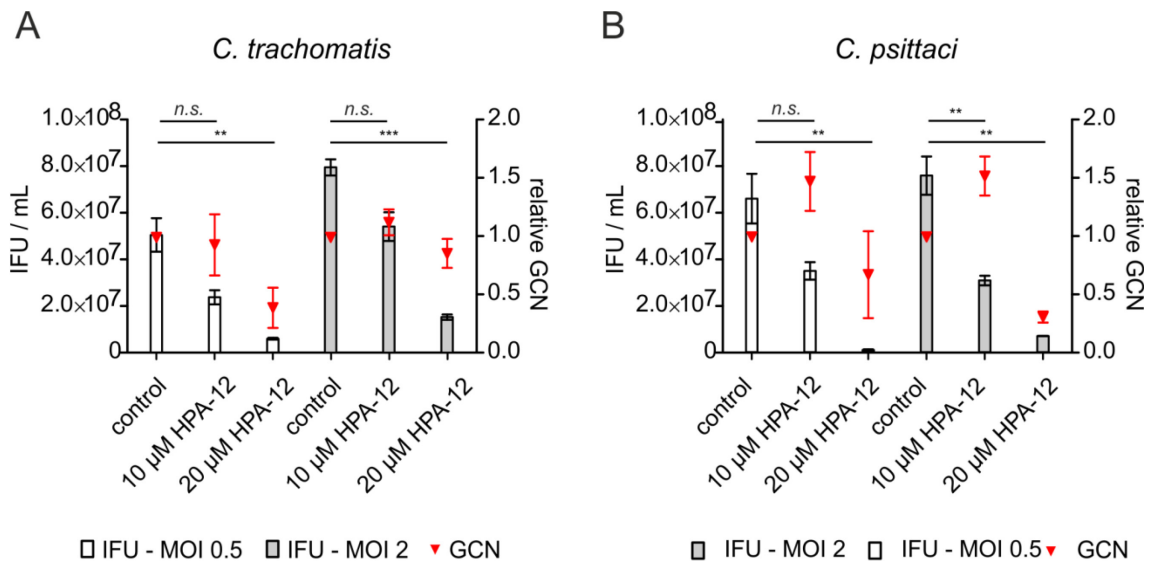 A
C. trachomatis
IFU / mL
1.0×10⁸
8.0×10⁷
6.0×10⁷
4.0×10⁷
2.0×10⁷
0
n.s.
**
n.s.
***
2.0
1.5
1.0
0.5
0.0
relative GCN
control
10 µM HPA-12
20 µM HPA-12
control
10 µM HPA-12
20 µM HPA-12
IFU - MOI 0.5 IFU - MOI 2 GCN
B
C. psittaci
IFU / mL
1.0×10⁸
8.0×10⁷
6.0×10⁷
4.0×10⁷
2.0×10⁷
0
n.s.
**
**
**
2.0
1.5
1.0
0.5
0.0
relative GCN
control
10 µM HPA-12
20 µM HPA-12
control
10 µM HPA-12
20 µM HPA-12
IFU - MOI 2 IFU - MOI 0.5 GCN